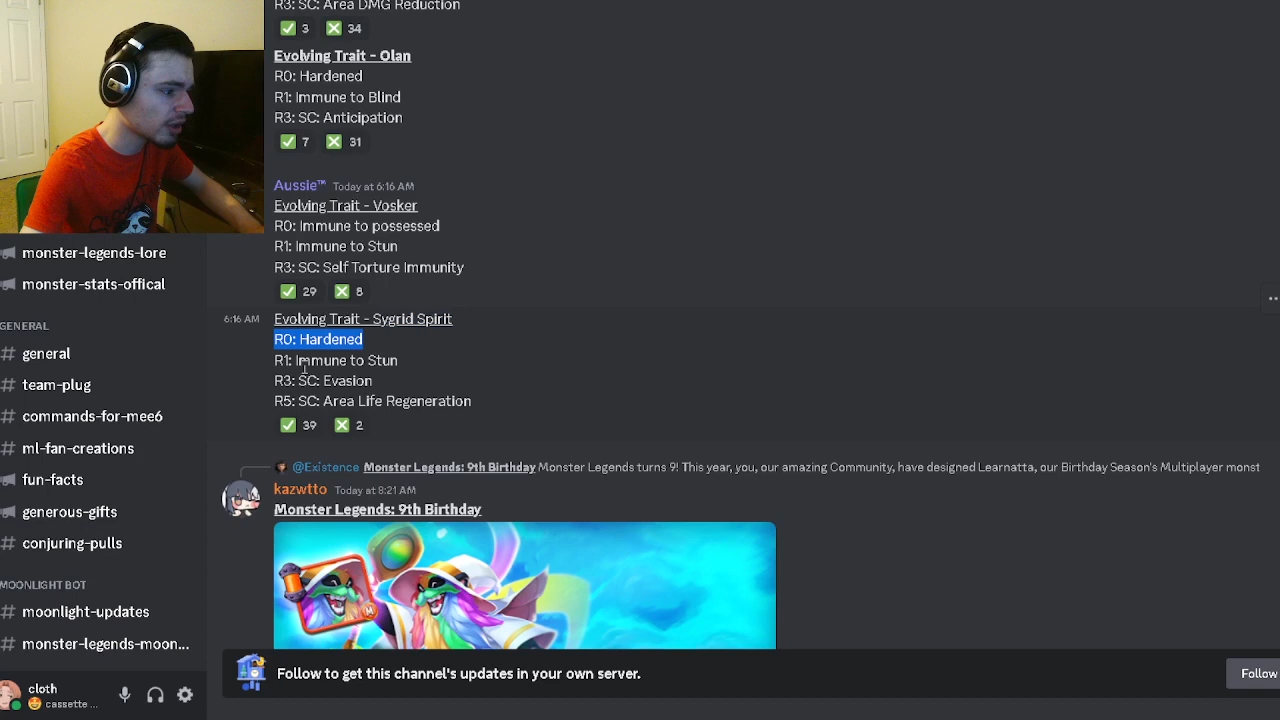 R3: SC: Area DMG Reduction
3 34
Evolving Trait - Olan
R0: Hardened
R1: Immune to Blind
R3: SC: Anticipation
7 31
Aussie™ Today at 6:16 AM
Evolving Trait - Vosker
R0: Immune to possessed
R1: Immune to Stun
R3: SC: Self Torture Immunity
29 8
6:16 AM Evolving Trait - Sygrid Spirit
R0: Hardened
R1: Immune to Stun
R3: SC: Evasion
R5: SC: Area Life Regeneration
39 2
@Existence Monster Legends: 9th Birthday Monster Legends turns 9! This year, you, our amazing Community, have designed Learnatta, our Birthday Season's Multiplayer monst
kazwtto Today at 8:21 AM
Monster Legends: 9th Birthday
Follow to get this channel's updates in your own server.
Follow
monster-legends-lore
monster-stats-offical
GENERAL
general
team-plug
commands-for-mee6
ml-fan-creations
fun-facts
generous-gifts
conjuring-pulls
MOONLIGHT BOT
moonlight-updates
monster-legends-moon...
cloth
cassette ...